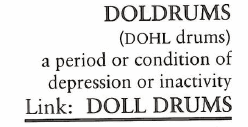 DOLDRUMS
(DOHL drums)
a period or condition of
depression or inactivity
Link: DOLL DRUMS